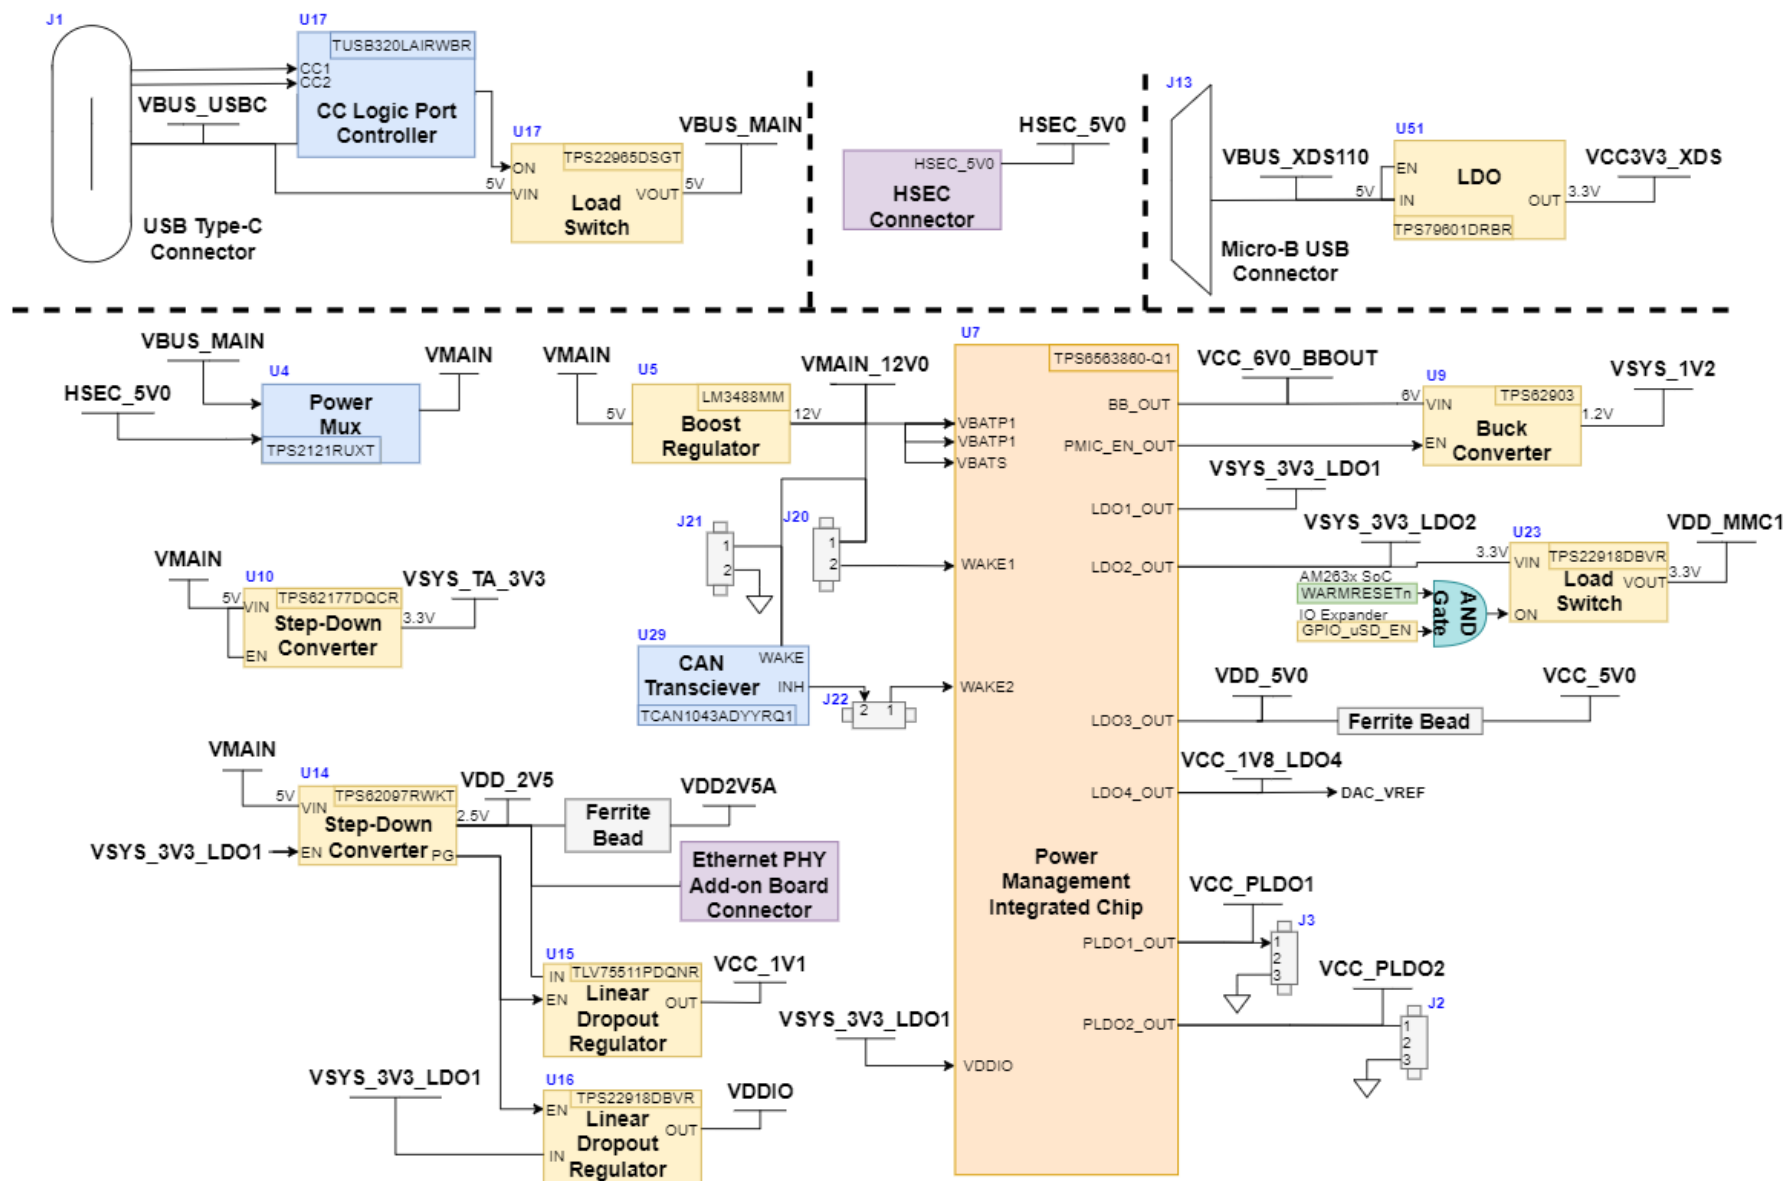 J1
U17
TUSB320LAIRWBR
CC1
CC2
CC Logic Port
Controller
VBUS_USBC
USB Type-C
Connector
U17
TPS22965DSGT
ON
5V
VIN
VOUT
5V
Load
Switch
VBUS_MAIN
HSEC_5V0
HSEC_5V0
HSEC
Connector
J13
VBUS_XDS110
5V
Micro-B USB
Connector
U51
EN
LDO
IN
OUT
3.3V
TPS79601DRBR
VCC3V3_XDS
VBUS_MAIN
HSEC_5V0
U4
Power
Mux
TPS2121RUXT
VMAIN
VMAIN
5V
U5
LM3488MM
Boost
Regulator
12V
VMAIN_12V0
U7
TPS6563860-Q1
VBATP1
VBATP1
VBATS
WAKE1
WAKE2
VDDIO
BB_OUT
PMIC_EN_OUT
LDO1_OUT
LDO2_OUT
LDO3_OUT
LDO4_OUT
PLDO1_OUT
PLDO2_OUT
Power
Management
Integrated Chip
VCC_6V0_BBOUT
6V
U9
TPS62903
VIN
EN
Buck
Converter
1.2V
VSYS_1V2
VSYS_3V3_LDO1
VSYS_3V3_LDO2
3.3V
U23
TPS22918DBVR
VIN
Load
Switch
VOUT
3.3V
ON
VDD_MMC1
AM263x SoC
WARMRESETn
IO Expander
GPIO_uSD_EN
AND
Gate
J21
1
2
J20
1
2
VMAIN
5V
U10
TPS62177DQCR
VIN
EN
Step-Down
Converter
3.3V
VSYS_TA_3V3
U29
CAN
Transciever
WAKE
INH
TCAN1043ADYYRQ1
J22
2
1
VDD_5V0
Ferrite Bead
VCC_5V0
VCC_1V8_LDO4
DAC_VREF
VMAIN
5V
VSYS_3V3_LDO1
U14
TPS62097RWKT
VIN
EN
Step-Down
Converter
PG
2.5V
VDD_2V5
Ferrite
Bead
VDD2V5A
Ethernet PHY
Add-on Board
Connector
U15
TLV75511PDQNR
IN
EN
OUT
Linear
Dropout
Regulator
VCC_1V1
VSYS_3V3_LDO1
U16
TPS22918DBVR
EN
IN
OUT
Linear
Dropout
Regulator
VDDIO
VSYS_3V3_LDO1
VCC_PLDO1
J3
1
2
3
VCC_PLDO2
J2
1
2
3